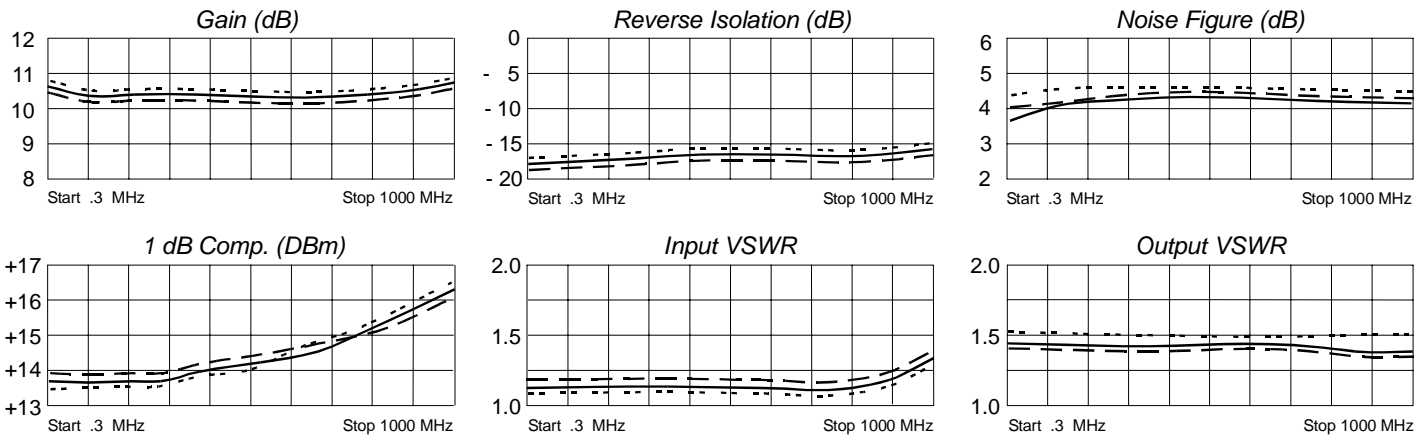 Gain (dB)
12
11
10
9
8
Start .3 MHz
Stop 1000 MHz
Reverse Isolation (dB)
0
- 5
- 10
- 15
- 20
Start .3 MHz
Stop 1000 MHz
Noise Figure (dB)
6
5
4
3
2
Start .3 MHz
Stop 1000 MHz
1 dB Comp. (DBm)
+17
+16
+15
+14
+13
Start .3 MHz
Stop 1000 MHz
Input VSWR
2.0
1.5
1.0
Start .3 MHz
Stop 1000 MHz
Output VSWR
2.0
1.5
1.0
Start .3 MHz
Stop 1000 MHz